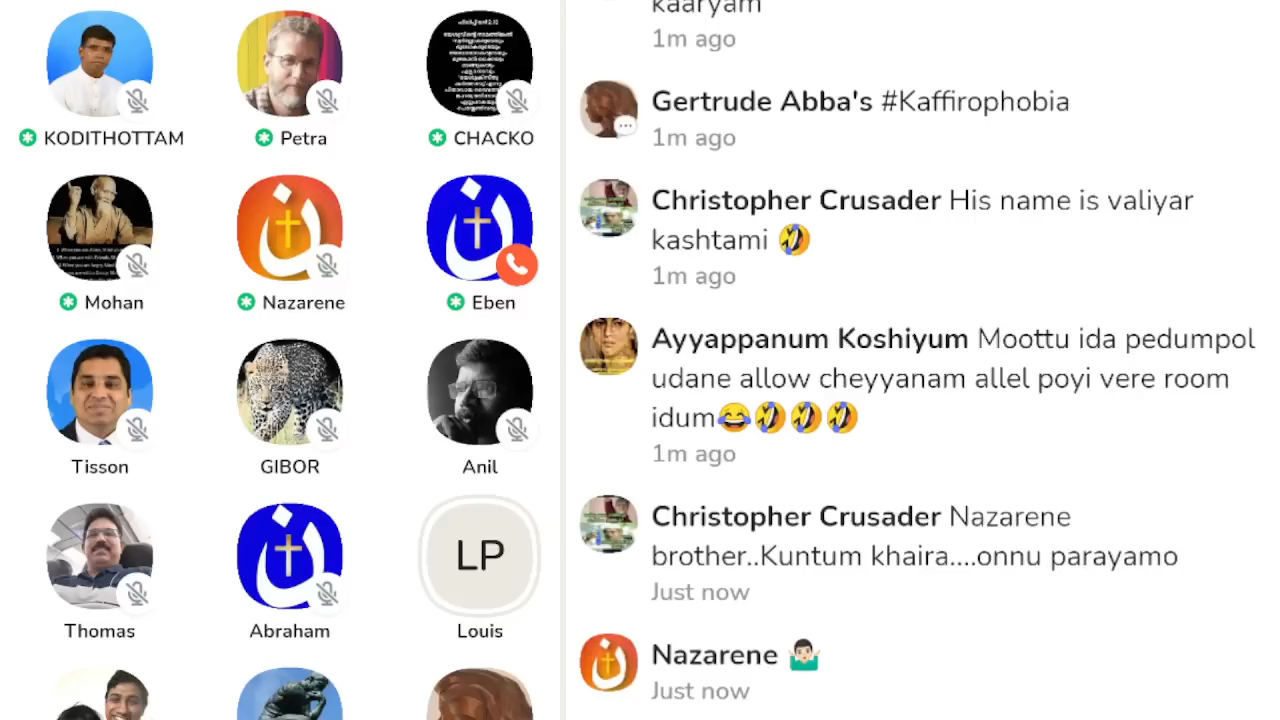 KODITHOTTAM
Petra
CHACKO
Mohan
Nazarene
Eben
Tisson
GIBOR
Anil
Thomas
Abraham
LP
Louis
kaaryam
1m ago
Gertrude Abba's #Kaffirophobia
1m ago
Christopher Crusader His name is valiyar
kashtami 🤣
1m ago
Ayyappanum Koshiyum Moottu ida pedumpol
udane allow cheyyanam allel poyi vere room
idum😂🤣🤣🤣
1m ago
Christopher Crusader Nazarene
brother..Kuntum khaira....onnu parayamo
Just now
Nazarene 🤷🏻‍♂️
Just now